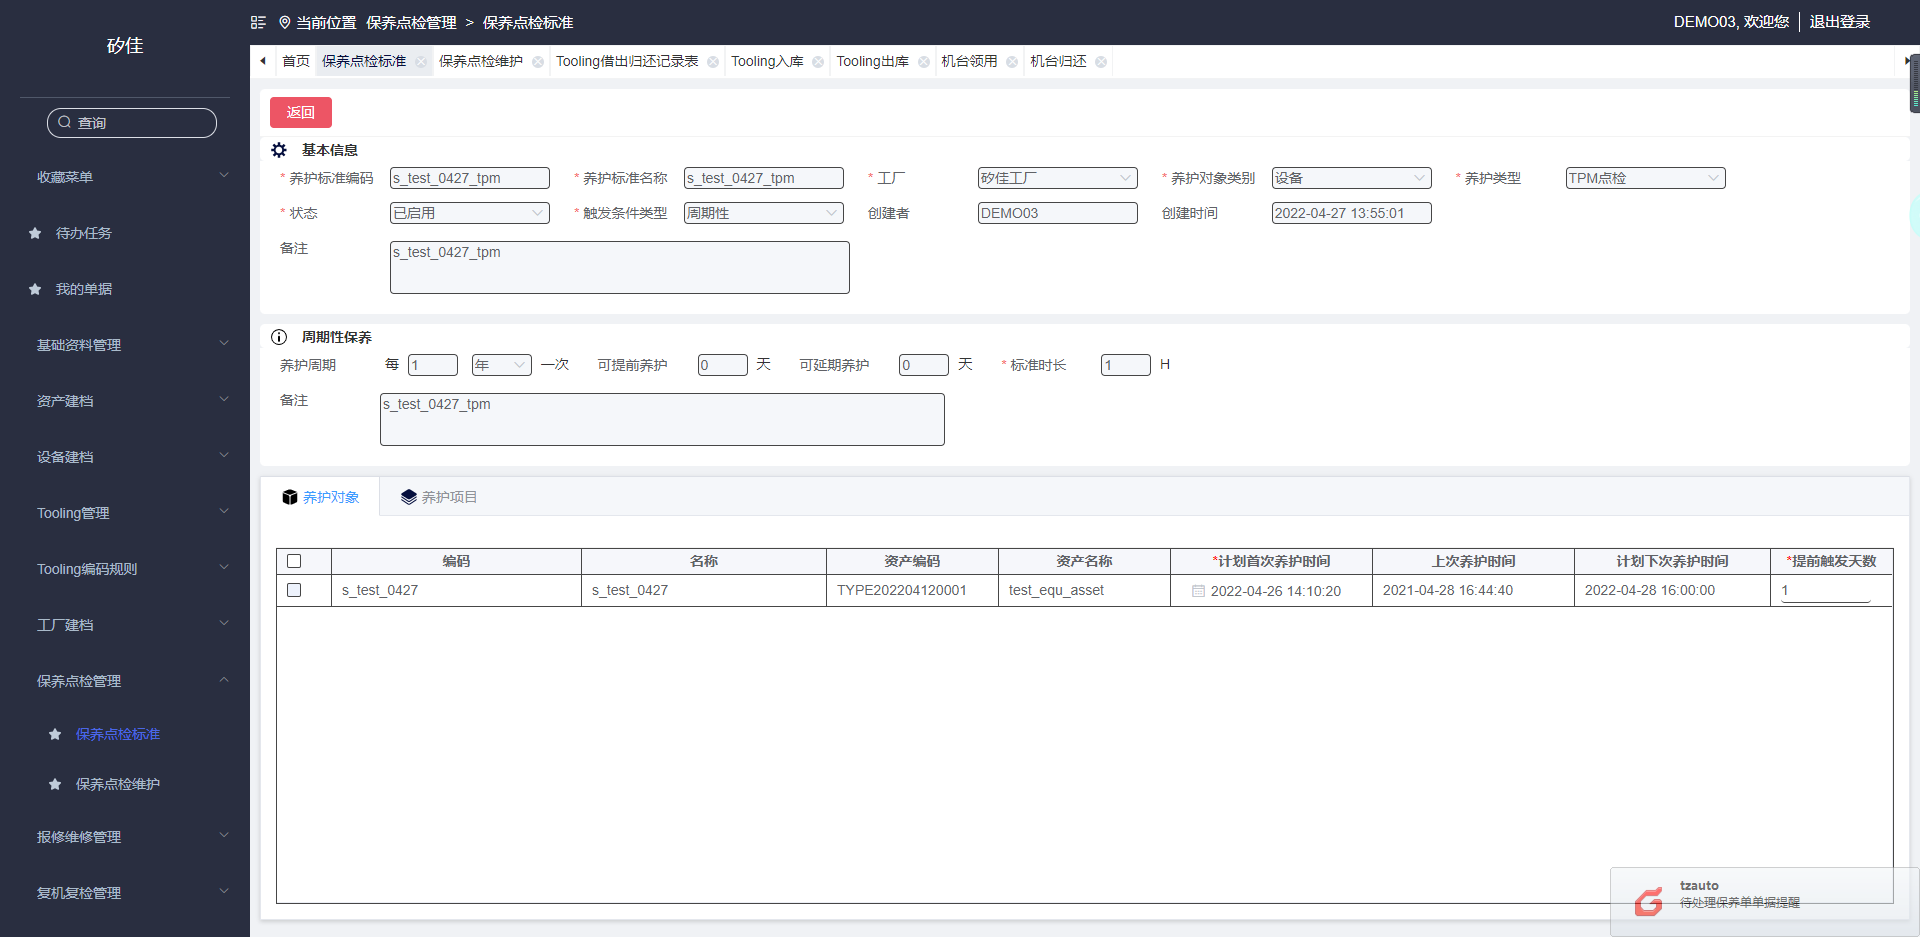 矽佳
当前位置 保养点检管理 > 保养点检标准
DEMO03, 欢迎您 退出登录
首页 保养点检标准 保养点检维护 Tooling借出归还记录表 Tooling入库 Tooling出库 机台领用 机台归还
查询
收藏菜单
待办任务
我的单据
基础资料管理
资产建档
设备建档
Tooling管理
Tooling编码规则
工厂建档
保养点检管理
保养点检标准
保养点检维护
报修维修管理
复机复检管理
返回
基本信息
* 养护标准编码 s_test_0427_tpm * 养护标准名称 s_test_0427_tpm * 工厂 矽佳工厂 * 养护对象类别 设备 * 养护类型 TPM点检
* 状态 已启用 * 触发条件类型 周期性 创建者 DEMO03 创建时间 2022-04-27 13:55:01
备注 s_test_0427_tpm
周期性保养
养护周期 每 1 年 一次 可提前养护 0 天 可延期养护 0 天 * 标准时长 1 H
备注 s_test_0427_tpm
养护对象 养护项目
编码 名称 资产编码 资产名称 *计划首次养护时间 上次养护时间 计划下次养护时间 *提前触发天数
s_test_0427 s_test_0427 TYPE202204120001 test_equ_asset 2022-04-26 14:10:20 2021-04-28 16:44:40 2022-04-28 16:00:00 1
tzauto
待处理保养单单据提醒